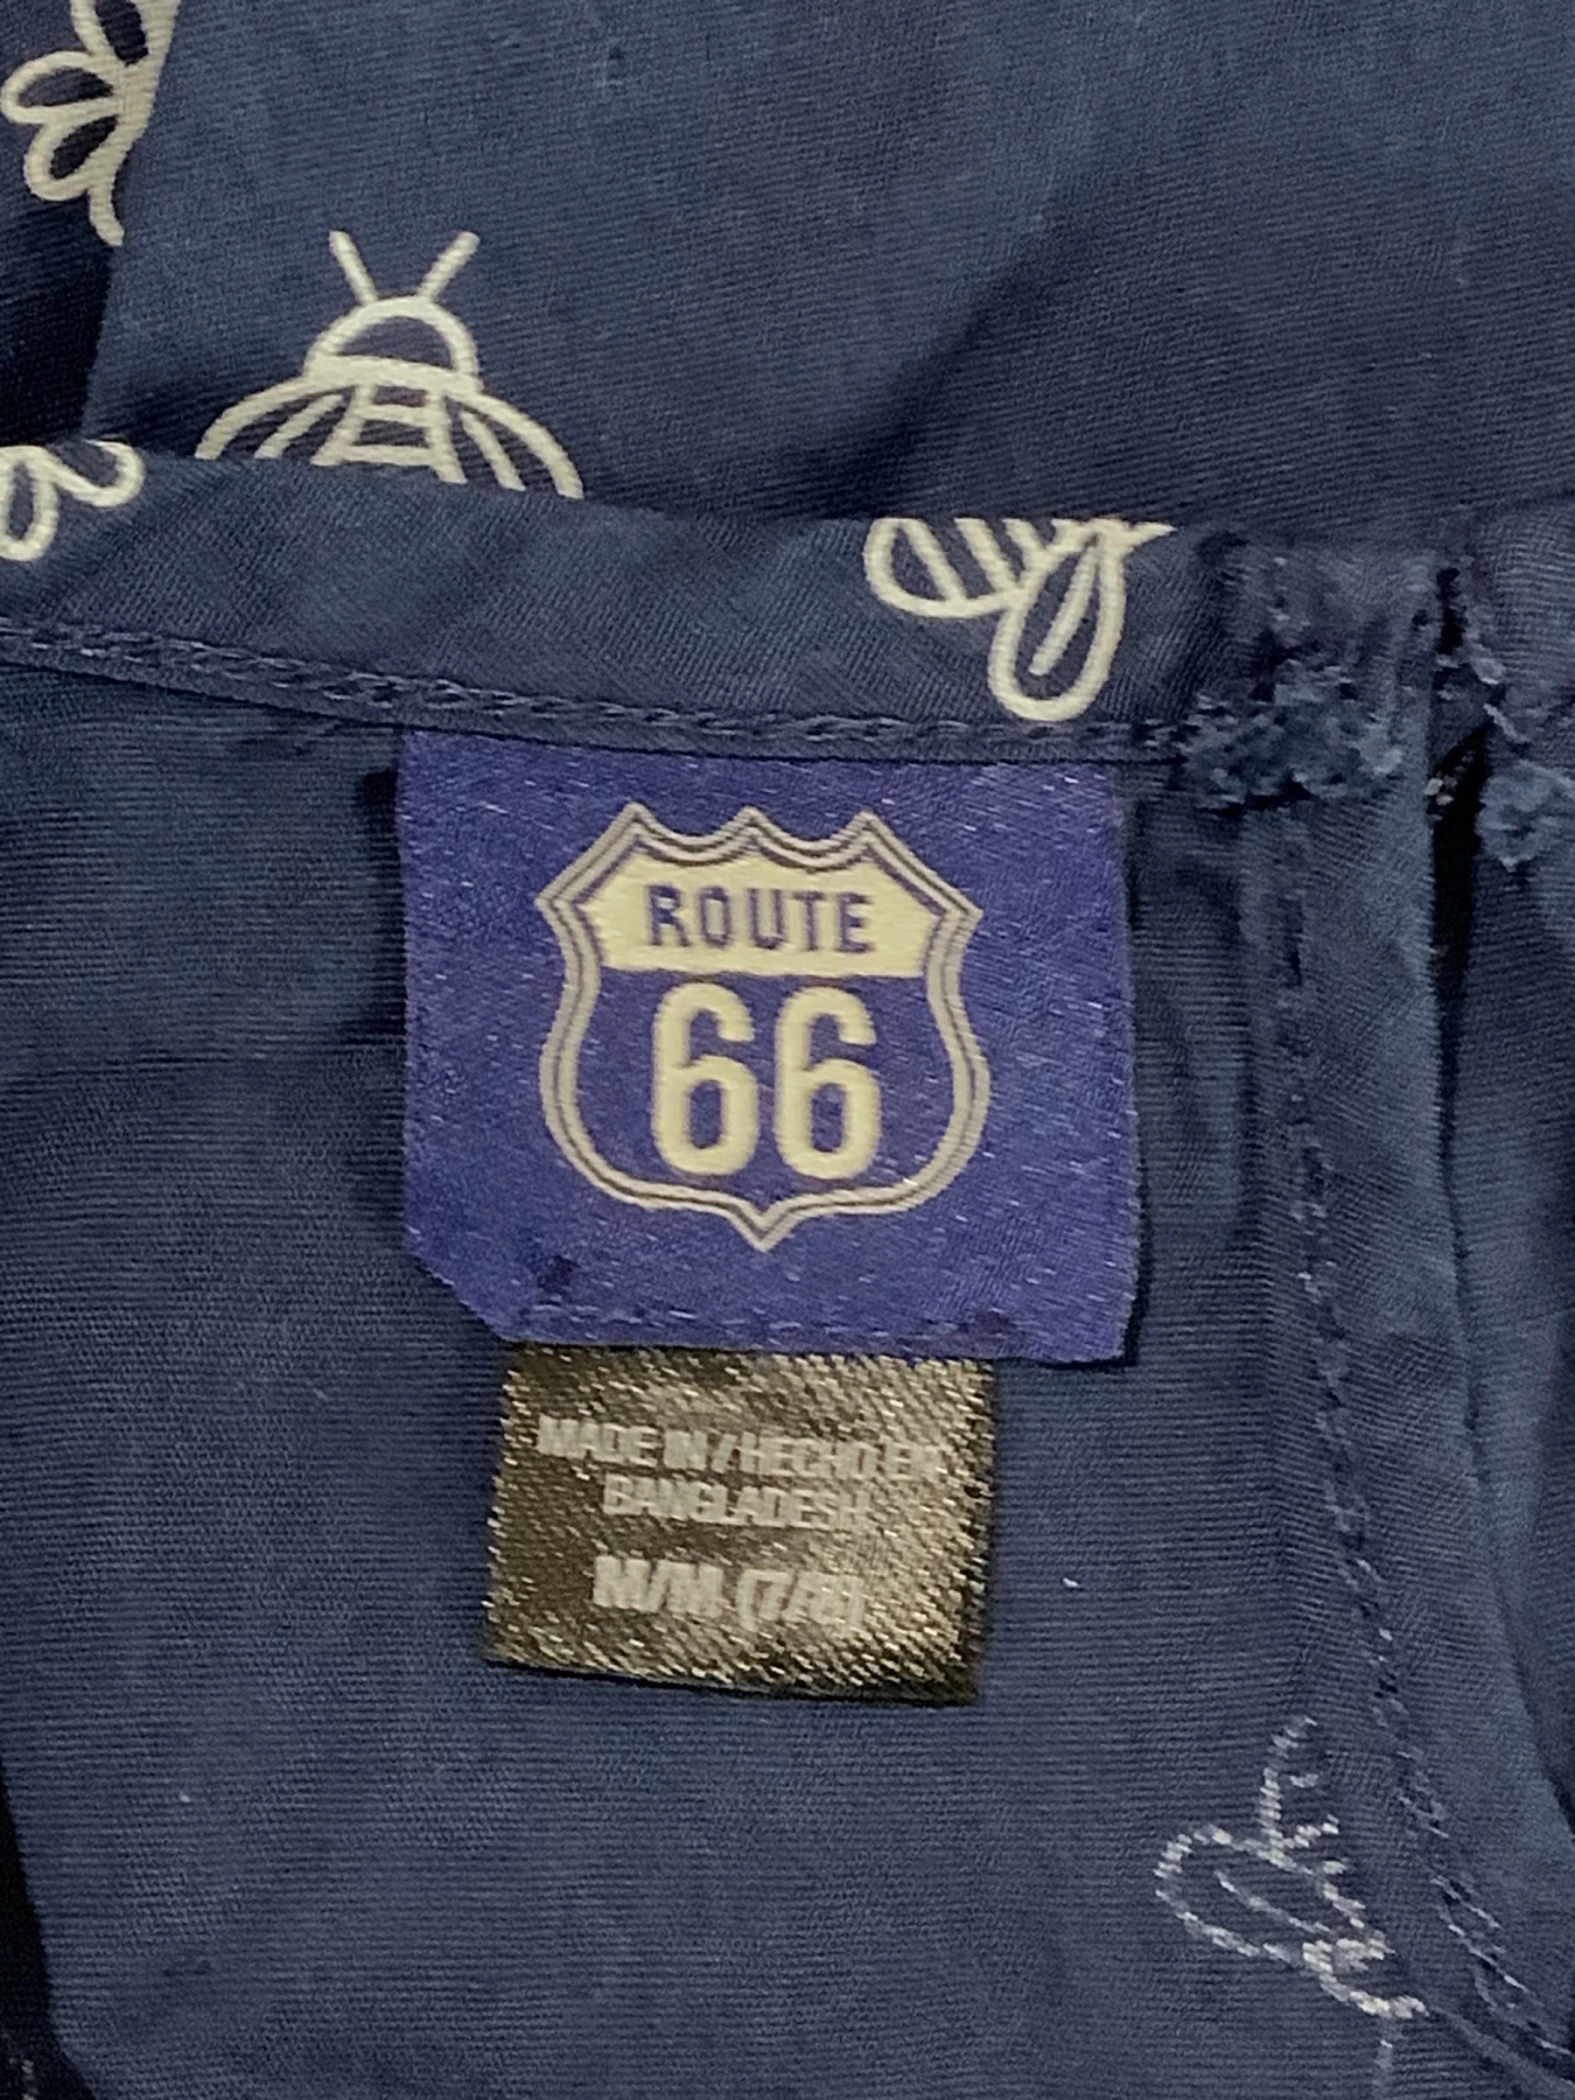 ROUTE
66
MADE IN / HECHO EN
BANGLADESH
M/M (7/8)